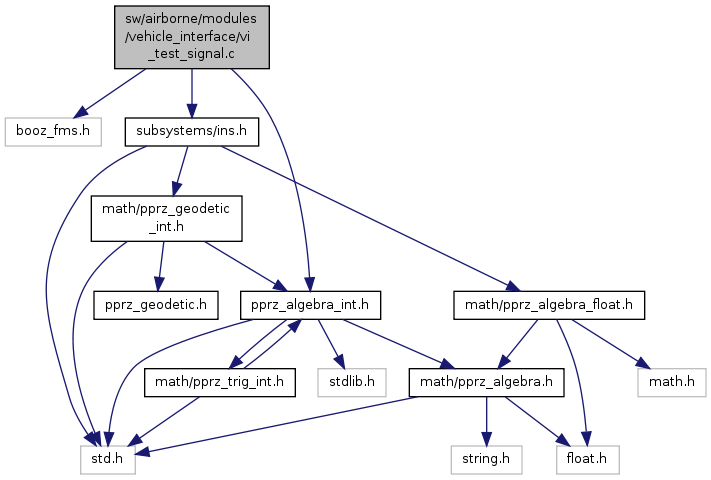 sw/airborne/modules
/vehicle_interface/vi
_test_signal.c
booz_fms.h
subsystems/ins.h
math/pprz_geodetic
_int.h
pprz_geodetic.h
pprz_algebra_int.h
math/pprz_algebra_float.h
math/pprz_trig_int.h
stdlib.h
math/pprz_algebra.h
math.h
std.h
string.h
float.h